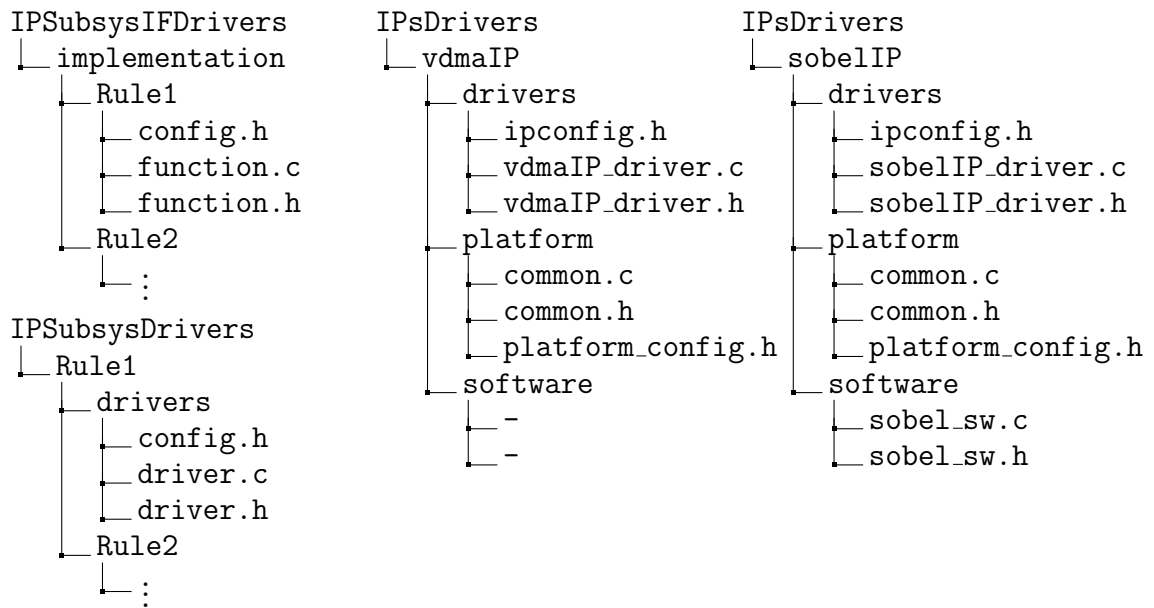 IPSubsysIFDrivers
implementation
Rule1
config.h
function.c
function.h
Rule2
⋮
IPSubsysDrivers
Rule1
drivers
config.h
driver.c
driver.h
Rule2
⋮
IPsDrivers
vdmaIP
drivers
ipconfig.h
vdmaIP_driver.c
vdmaIP_driver.h
platform
common.c
common.h
platform_config.h
software
-
-
IPsDrivers
sobelIP
drivers
ipconfig.h
sobelIP_driver.c
sobelIP_driver.h
platform
common.c
common.h
platform_config.h
software
sobel_sw.c
sobel_sw.h